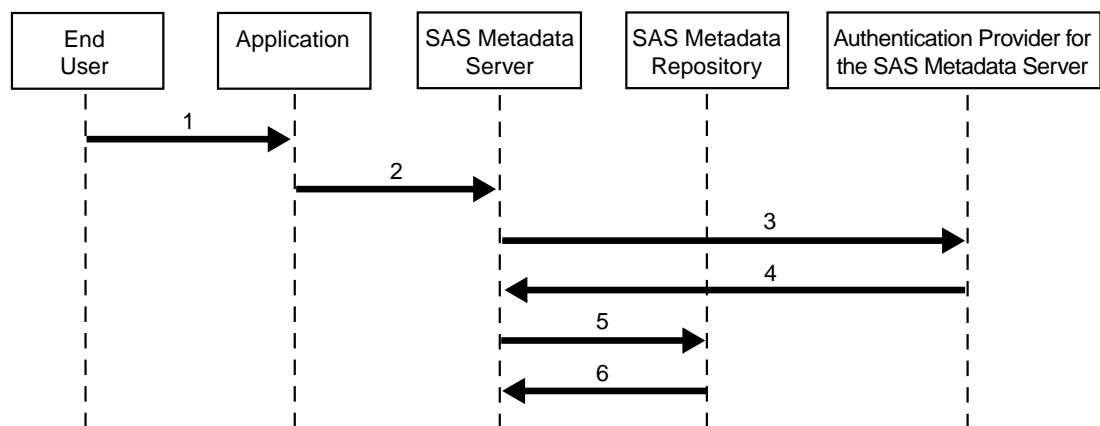 End
User
Application
SAS Metadata
Server
SAS Metadata
Repository
Authentication Provider for
the SAS Metadata Server
1
2
3
4
5
6